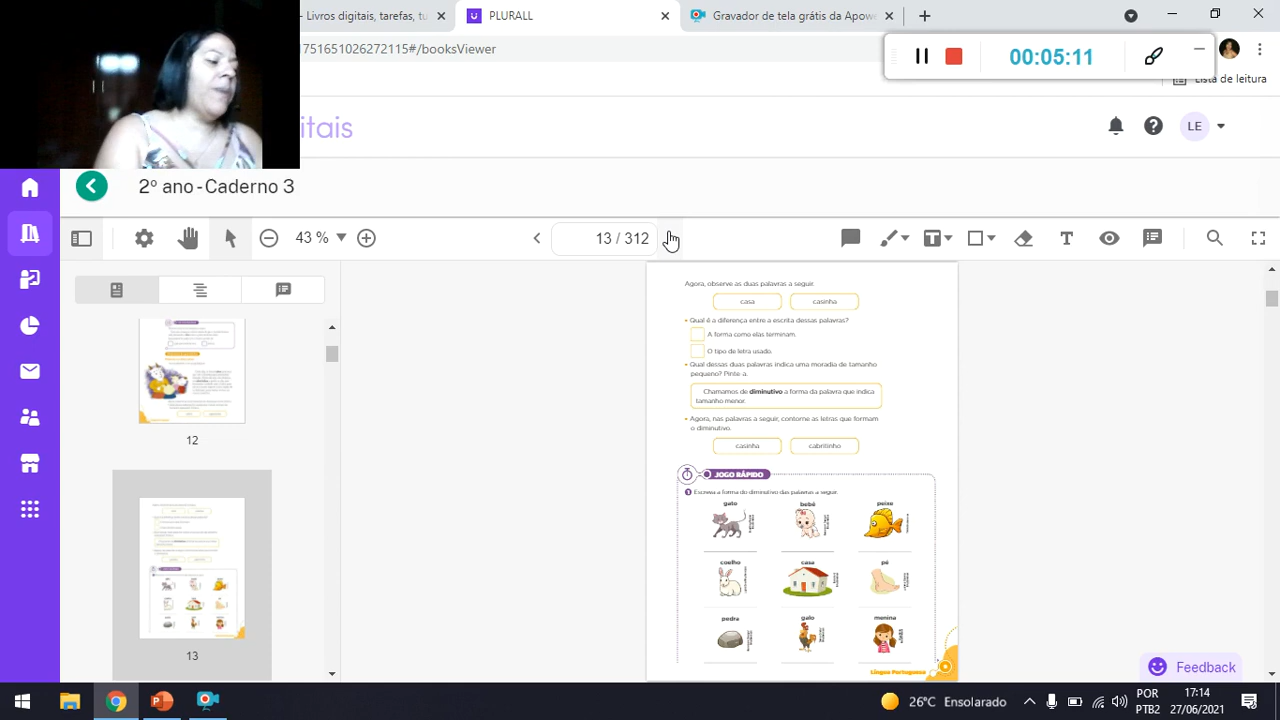 Livros digitais, tarefas, tu
PLURALL
Gravador de tela grátis da Apowe
751651026272115#/booksViewer
00:05:11
Lista de leitura
itais
LE
2º ano - Caderno 3
43 %
13 / 312
12
13
Agora, observe as duas palavras a seguir.
casa
casinha
• Qual é a diferença entre a escrita dessas palavras?
A forma como elas terminam.
O tipo de letra usado.
• Qual dessas duas palavras indica uma moradia de tamanho
pequeno? Pinte-a.
Chamamos de diminutivo a forma da palavra que indica
tamanho menor.
• Agora, nas palavras a seguir, contorne as letras que formam
o diminutivo.
casinha
cabritinho
JOGO RÁPIDO
1 Escreva a forma do diminutivo das palavras a seguir.
gato
bebê
peixe
coelho
casa
pé
pedra
galo
menina
Língua Portuguesa
Feedback
26°C Ensolarado
POR
PTB2
17:14
27/06/2021